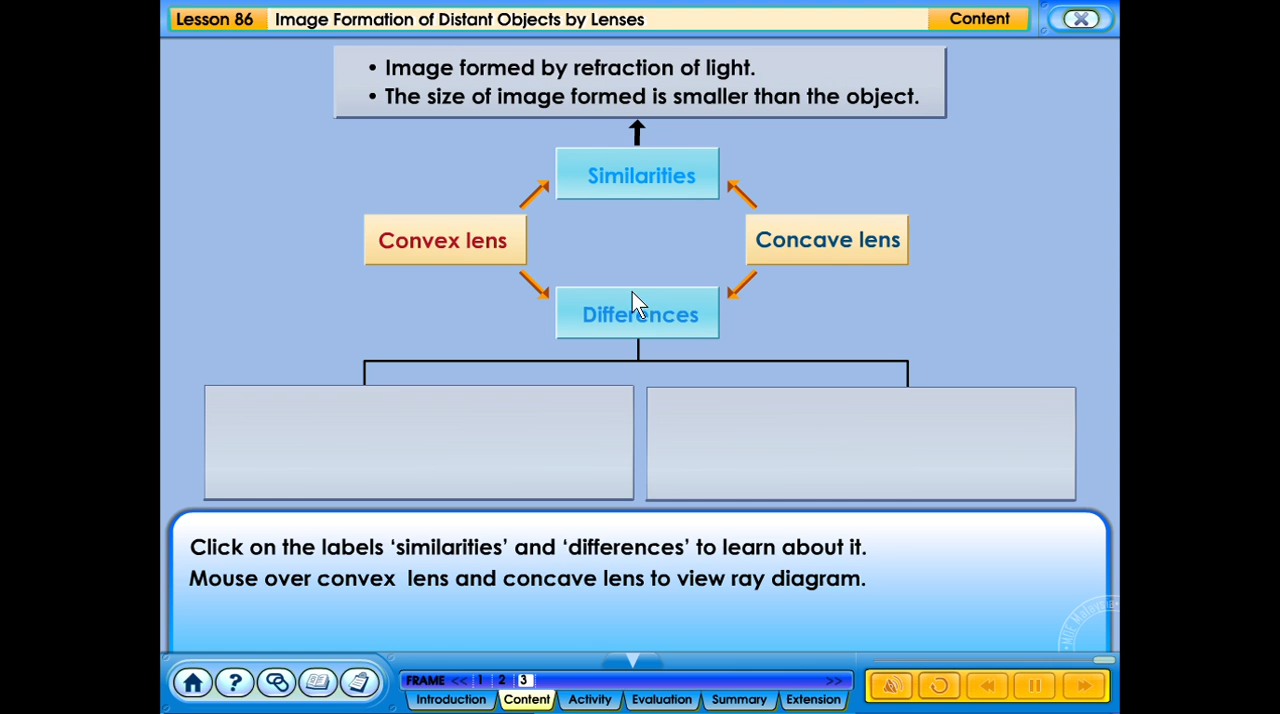 Lesson 86 Image Formation of Distant Objects by Lenses Content
• Image formed by refraction of light.
• The size of image formed is smaller than the object.
Similarities
Convex lens Concave lens
Differences
Click on the labels ‘similarities’ and ‘differences’ to learn about it.
Mouse over convex lens and concave lens to view ray diagram.
MOE Malaysia
FRAME << 1 2 3 >>
Introduction Content Activity Evaluation Summary Extension